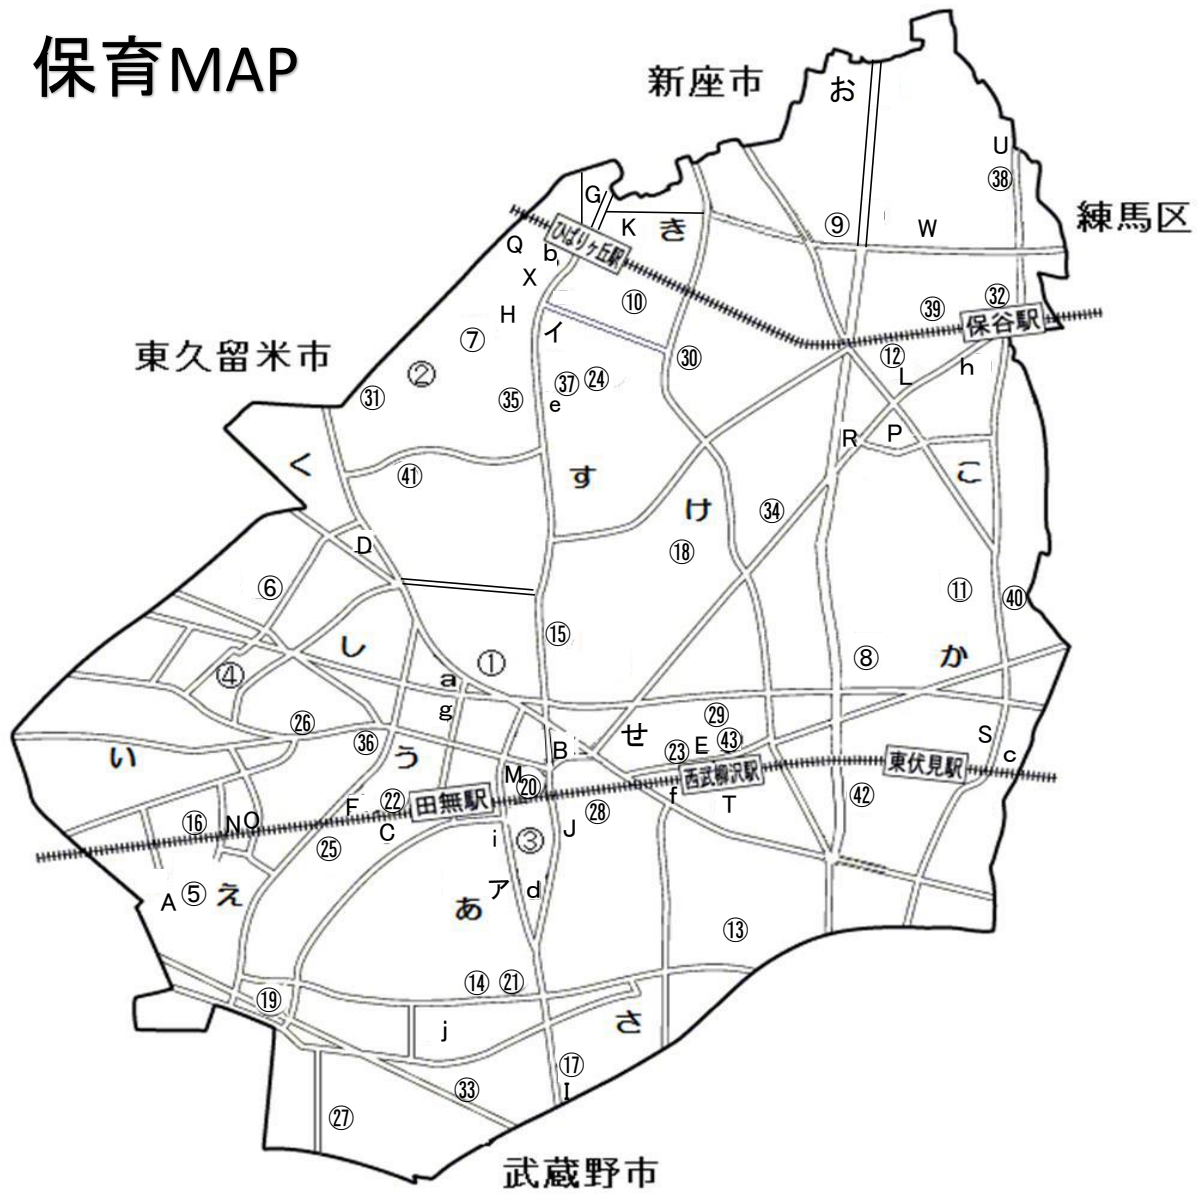 保育MAP
新座市
お
U
㊳
練馬区
G
K
き
⑨
W
ひばりヶ丘駅
Q
b
X
⑩
㉜
㊴
保谷駅
H
イ
⑦
東久留米市
⑫
㉚
②
L
h
㊲
㉔
㉛
㉟
e
R
P
く
㊶
す
こ
け
㉞
D
⑱
⑥
⑪
㊵
⑮
し
①
⑧
か
④
a
g
㉖
㉙
せ
S
㊱
う
B
㉓
E
㊸
い
c
東伏見駅
M
⑳
西武柳沢駅
F
㉒
田無駅
f
T
㊷
⑯
N
O
C
㉘
J
i
③
㉕
A
⑤
え
ア
d
あ
⑬
⑭
㉑
⑲
j
さ
⑰
I
㉝
㉗
武蔵野市